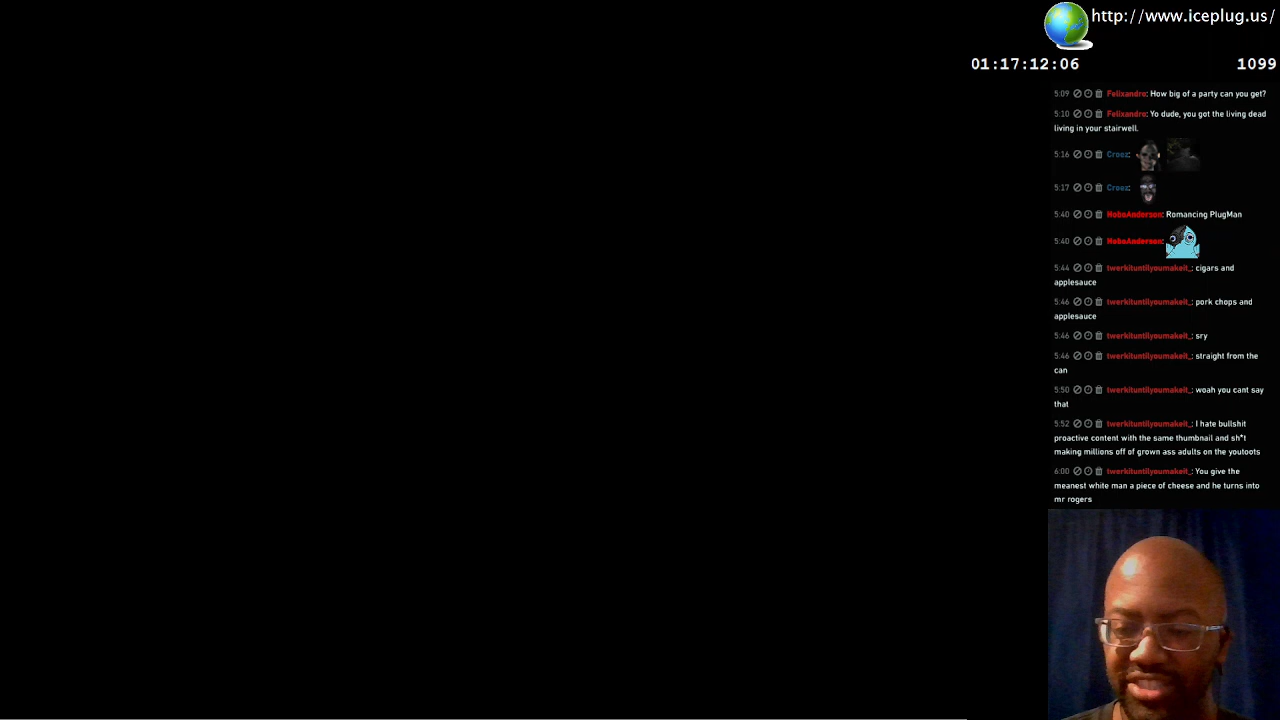 http://www.iceplug.us/
01:17:12:06 1099
5:09 Felixandro: How big of a party can you get?
5:10 Felixandro: Yo dude, you got the living dead
living in your stairwell.
5:16 Croez:
5:17 Croez:
5:40 HoboAnderson: Romancing PlugMan
5:40 HoboAnderson:
5:44 twerkituntilyoumakeit_: cigars and
applesauce
5:46 twerkituntilyoumakeit_: pork chops and
applesauce
5:46 twerkituntilyoumakeit_: sry
5:46 twerkituntilyoumakeit_: straight from the
can
5:50 twerkituntilyoumakeit_: woah you cant say
that
5:52 twerkituntilyoumakeit_: I hate bullshit
proactive content with the same thumbnail and sh*t
making millions off of grown ass adults on the youtoots
6:00 twerkituntilyoumakeit_: You give the
meanest white man a piece of cheese and he turns into
mr rogers